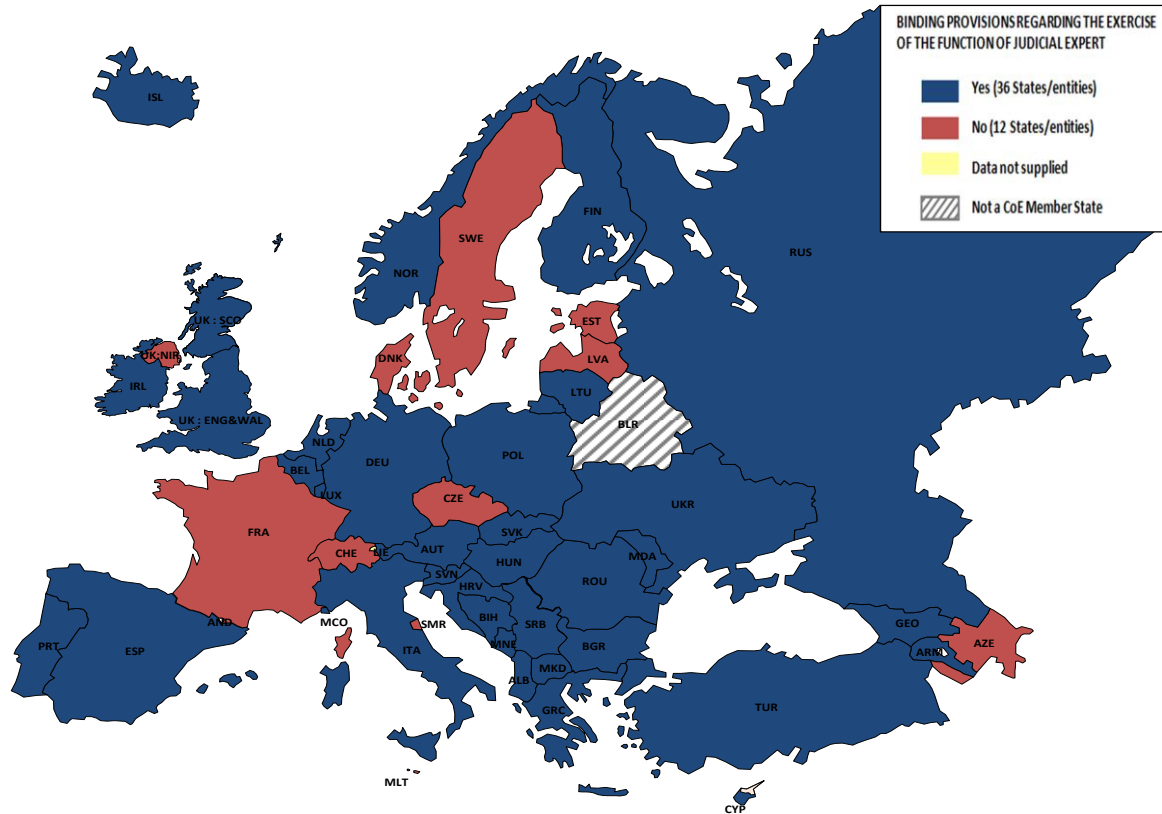 BINDING PROVISIONS REGARDING THE EXERCISE
OF THE FUNCTION OF JUDICIAL EXPERT
Yes (36 States/entities)
No (12 States/entities)
Data not supplied
Not a CoE Member State
ISL
FIN
SWE
RUS
NOR
UK : SCO
EST
UK:NIR
DNK
LVA
IRL
LTU
UK : ENG&WAL
BLR
NLD
DEU
POL
BEL
LUX
CZE
UKR
FRA
SVK
CHE
LIE
AUT
MDA
HUN
ROU
SVN
HRV
AND
MCO
SMR
BIH
SRB
GEO
PRT
ESP
ITA
MNE
BGR
ARM
AZE
MKD
ALB
GRC
TUR
MLT
CYP